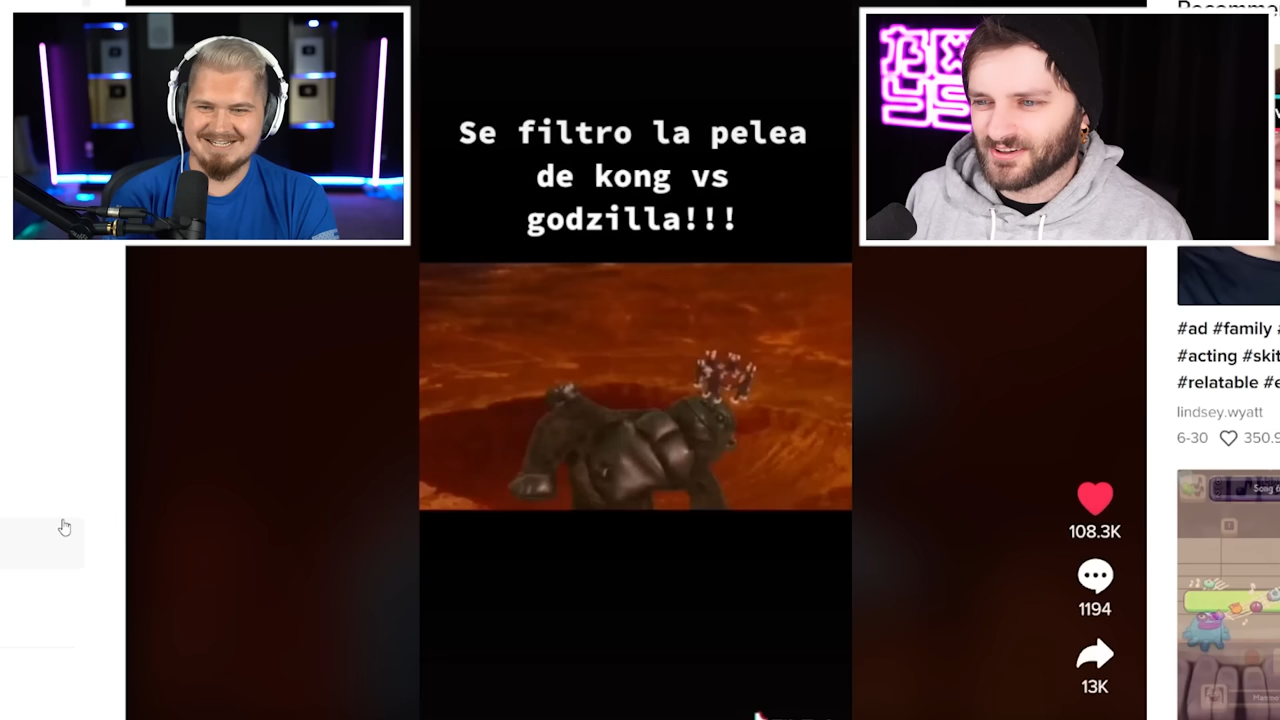 Se filtro la pelea
de kong vs
godzilla!!!
108.3K
1194
13K
#ad #family
#acting #skit
#relatable
lindsey.wyatt
6-30
Song